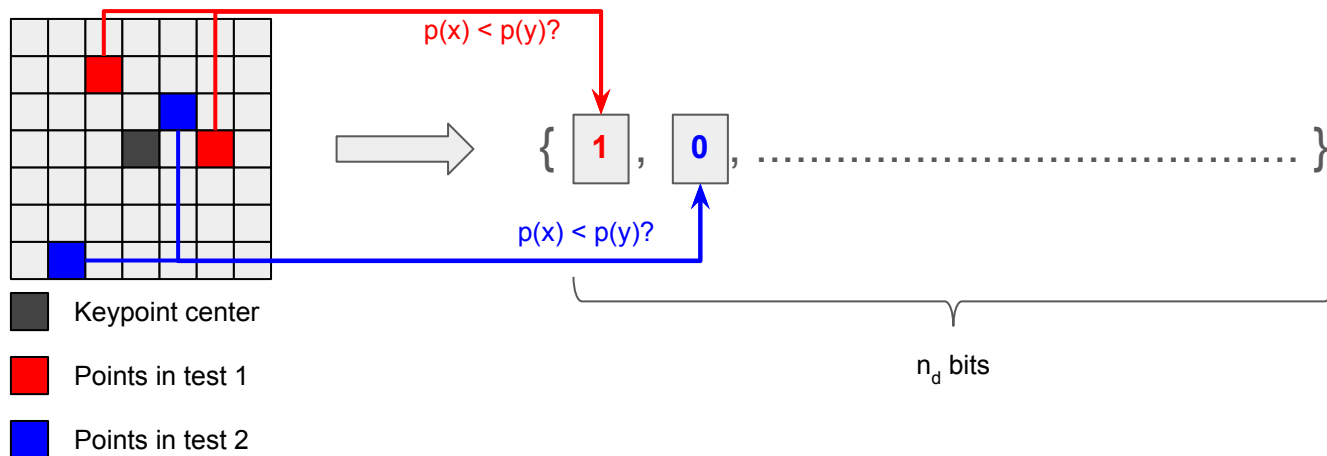 p(x) < p(y)?
{ 1 , 0 , ................................................ }
p(x) < p(y)?
Keypoint center
n_d bits
Points in test 1
Points in test 2